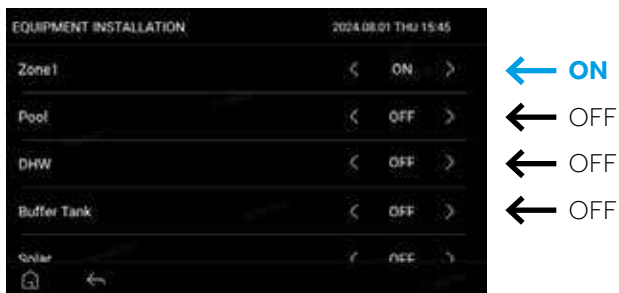 EQUIPMENT INSTALLATION 2024.08.01 THU 15:45
Zone1 < ON > ← ON
Pool < OFF > ← OFF
DHW < OFF > ← OFF
Buffer Tank < OFF > ← OFF
Solar < OFF >